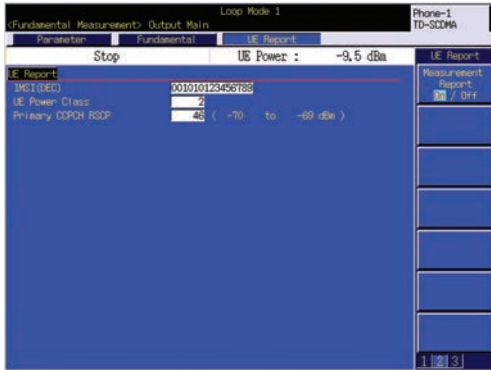 Loop Mode 1
Phone-1
<Fundamental Measurement> Output Main
TD-SCDMA
Parameter Fundamental UE Report
Stop UE Power : -9.5 dBm
UE Report
UE Report
Measurement Report
On / Off
IMSI(DEC) 001010123456789
UE Power Class 2
Primary CCPCH RSCP 46 ( -70 to -69 dBm )
1 2 3